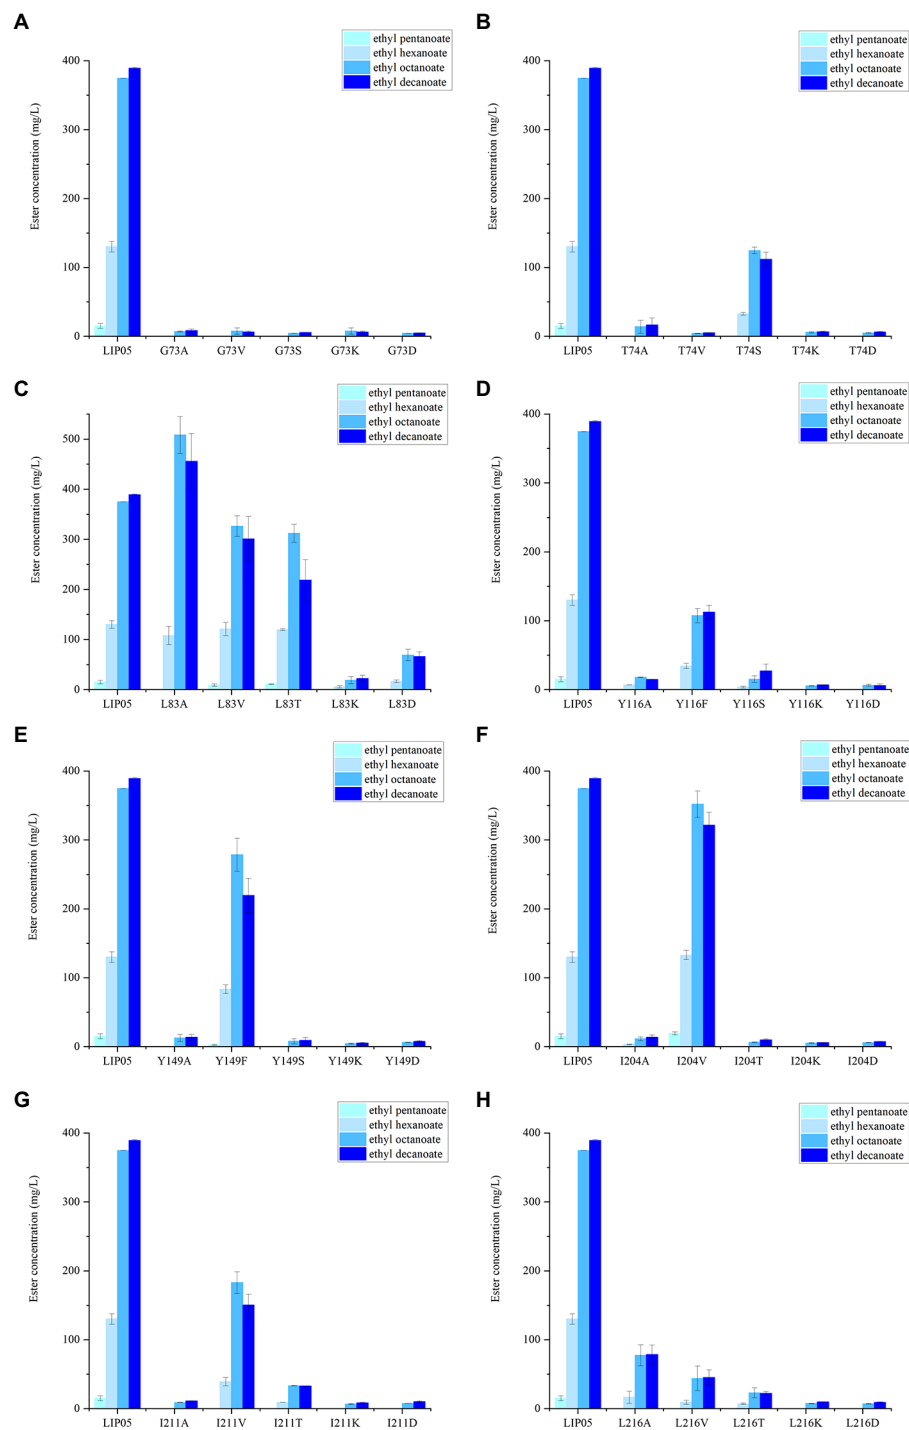 A
ethyl pentanoate
ethyl hexanoate
ethyl octanoate
ethyl decanoate
Ester concentration (mg/L)
400
300
200
100
0
LIP05 G73A G73V G73S G73K G73D
B
ethyl pentanoate
ethyl hexanoate
ethyl octanoate
ethyl decanoate
Ester concentration (mg/L)
400
300
200
100
0
LIP05 T74A T74V T74S T74K T74D
C
ethyl pentanoate
ethyl hexanoate
ethyl octanoate
ethyl decanoate
Ester concentration (mg/L)
500
400
300
200
100
0
LIP05 L83A L83V L83T L83K L83D
D
ethyl pentanoate
ethyl hexanoate
ethyl octanoate
ethyl decanoate
Ester concentration (mg/L)
400
300
200
100
0
LIP05 Y116A Y116F Y116S Y116K Y116D
E
ethyl pentanoate
ethyl hexanoate
ethyl octanoate
ethyl decanoate
Ester concentration (mg/L)
400
300
200
100
0
LIP05 Y149A Y149F Y149S Y149K Y149D
F
ethyl pentanoate
ethyl hexanoate
ethyl octanoate
ethyl decanoate
Ester concentration (mg/L)
400
300
200
100
0
LIP05 I204A I204V I204T I204K I204D
G
ethyl pentanoate
ethyl hexanoate
ethyl octanoate
ethyl decanoate
Ester concentration (mg/L)
400
300
200
100
0
LIP05 I211A I211V I211T I211K I211D
H
ethyl pentanoate
ethyl hexanoate
ethyl octanoate
ethyl decanoate
Ester concentration (mg/L)
400
300
200
100
0
LIP05 L216A L216V L216T L216K L216D